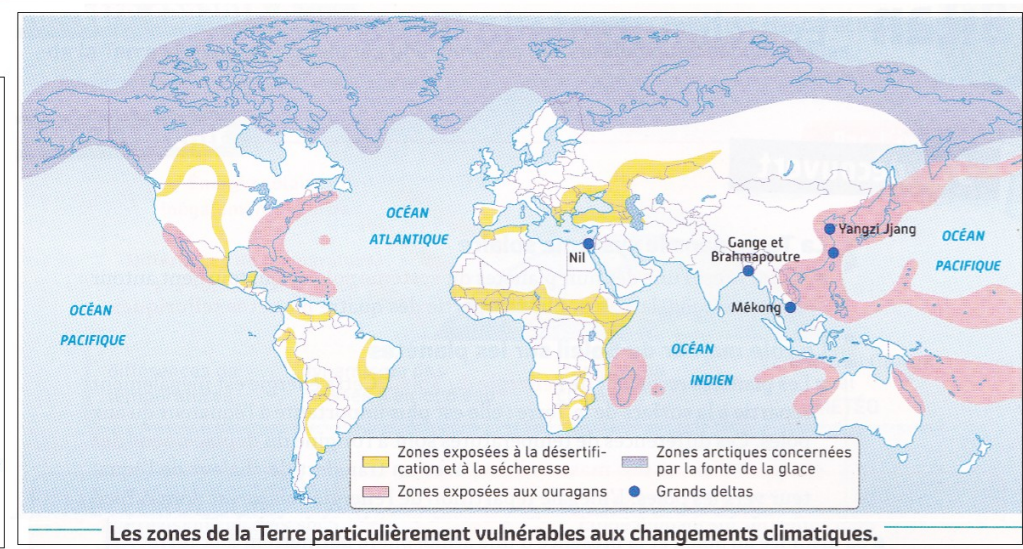 OCÉAN
ATLANTIQUE
Nil
Gange et
Brahmapoutre
Yangzi Jjang
OCÉAN
PACIFIQUE
Mékong
OCÉAN
PACIFIQUE
OCÉAN
INDIEN
Zones exposées à la désertifi-
cation et à la sécheresse
Zones exposées aux ouragans
Zones arctiques concernées
par la fonte de la glace
Grands deltas
Les zones de la Terre particulièrement vulnérables aux changements climatiques.